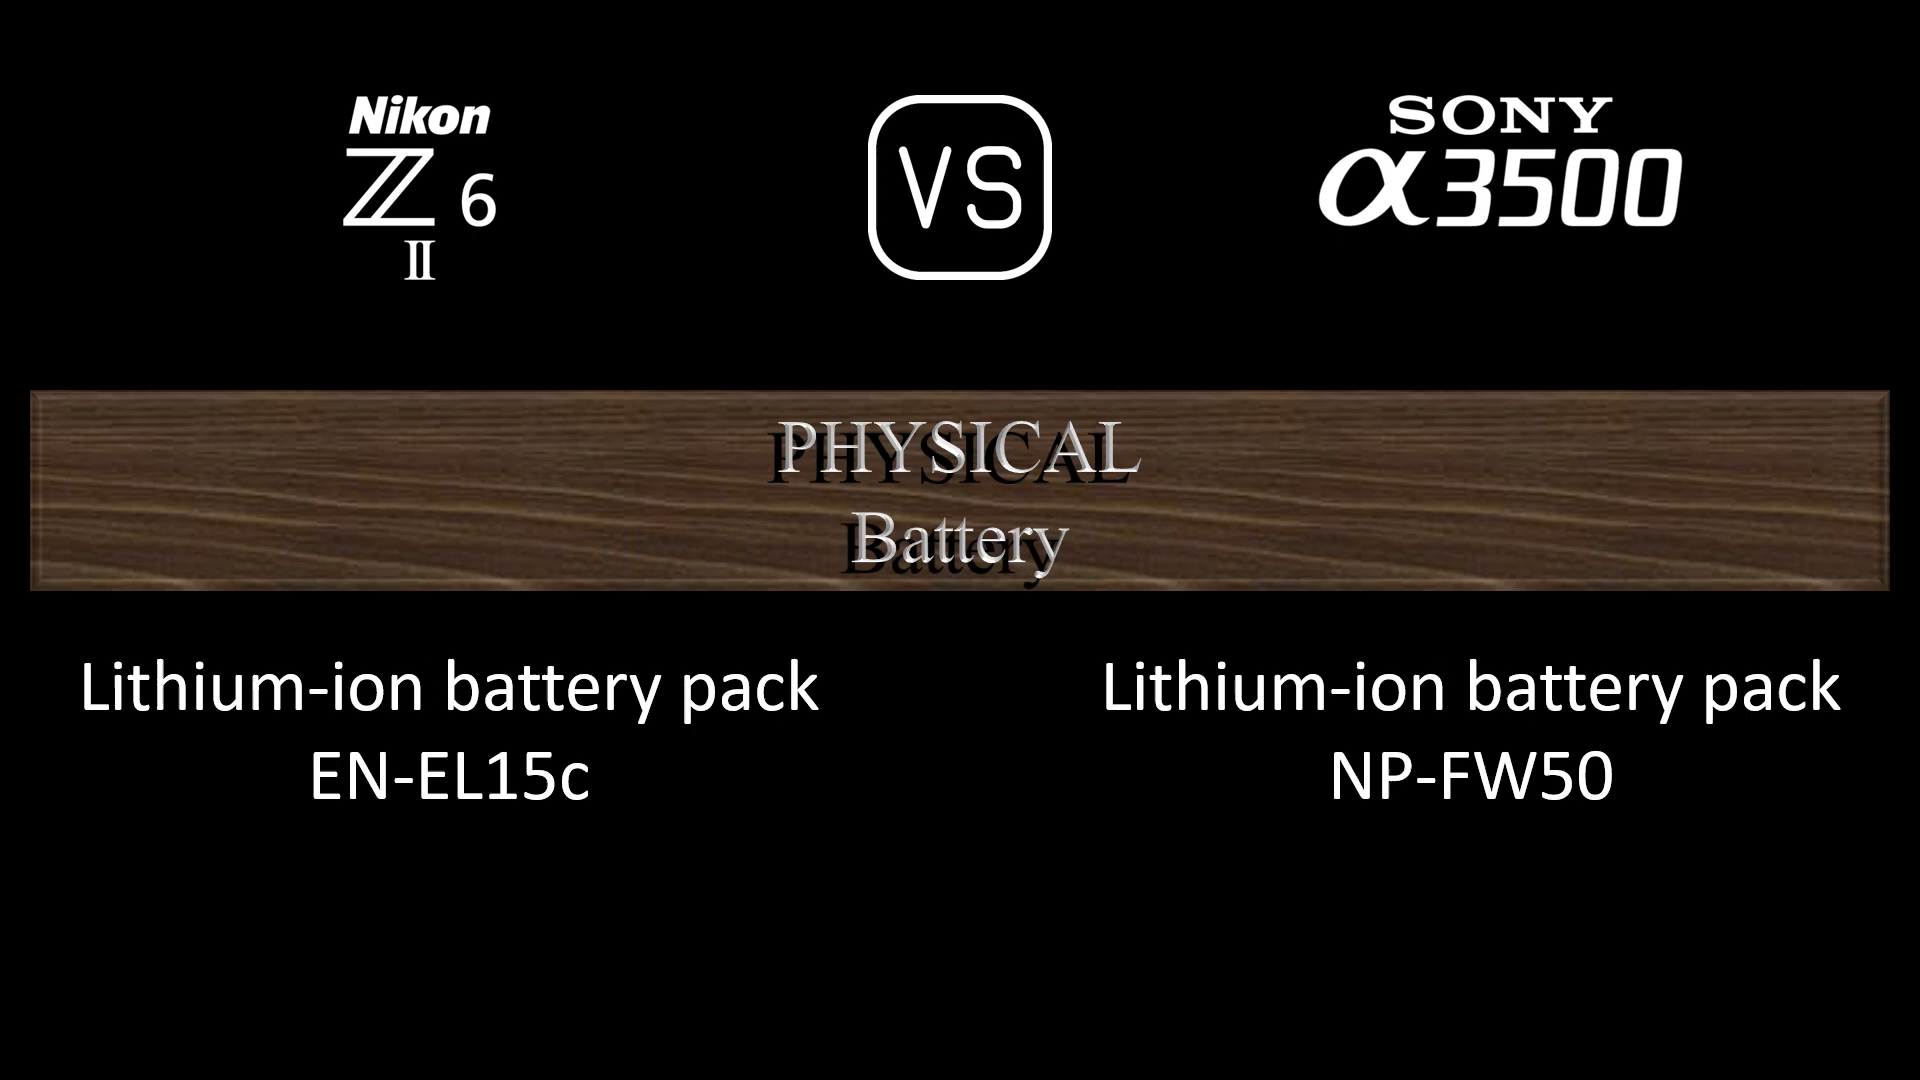 Nikon
Z 6
II
VS
SONY
α3500
PHYSICAL
Battery
Lithium-ion battery pack
EN-EL15c
Lithium-ion battery pack
NP-FW50